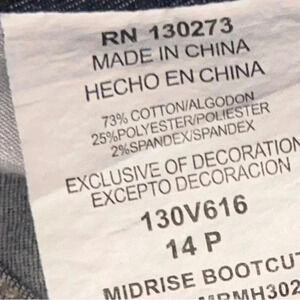 RN 130273
MADE IN CHINA
HECHO EN CHINA
73% COTTON/ALGODON
25%POLYESTER/POLIESTER
2%SPANDEX/SPANDEX
EXCLUSIVE OF DECORATION
EXCEPTO DECORACION
130V616
14 P
MIDRISE BOOTCUT